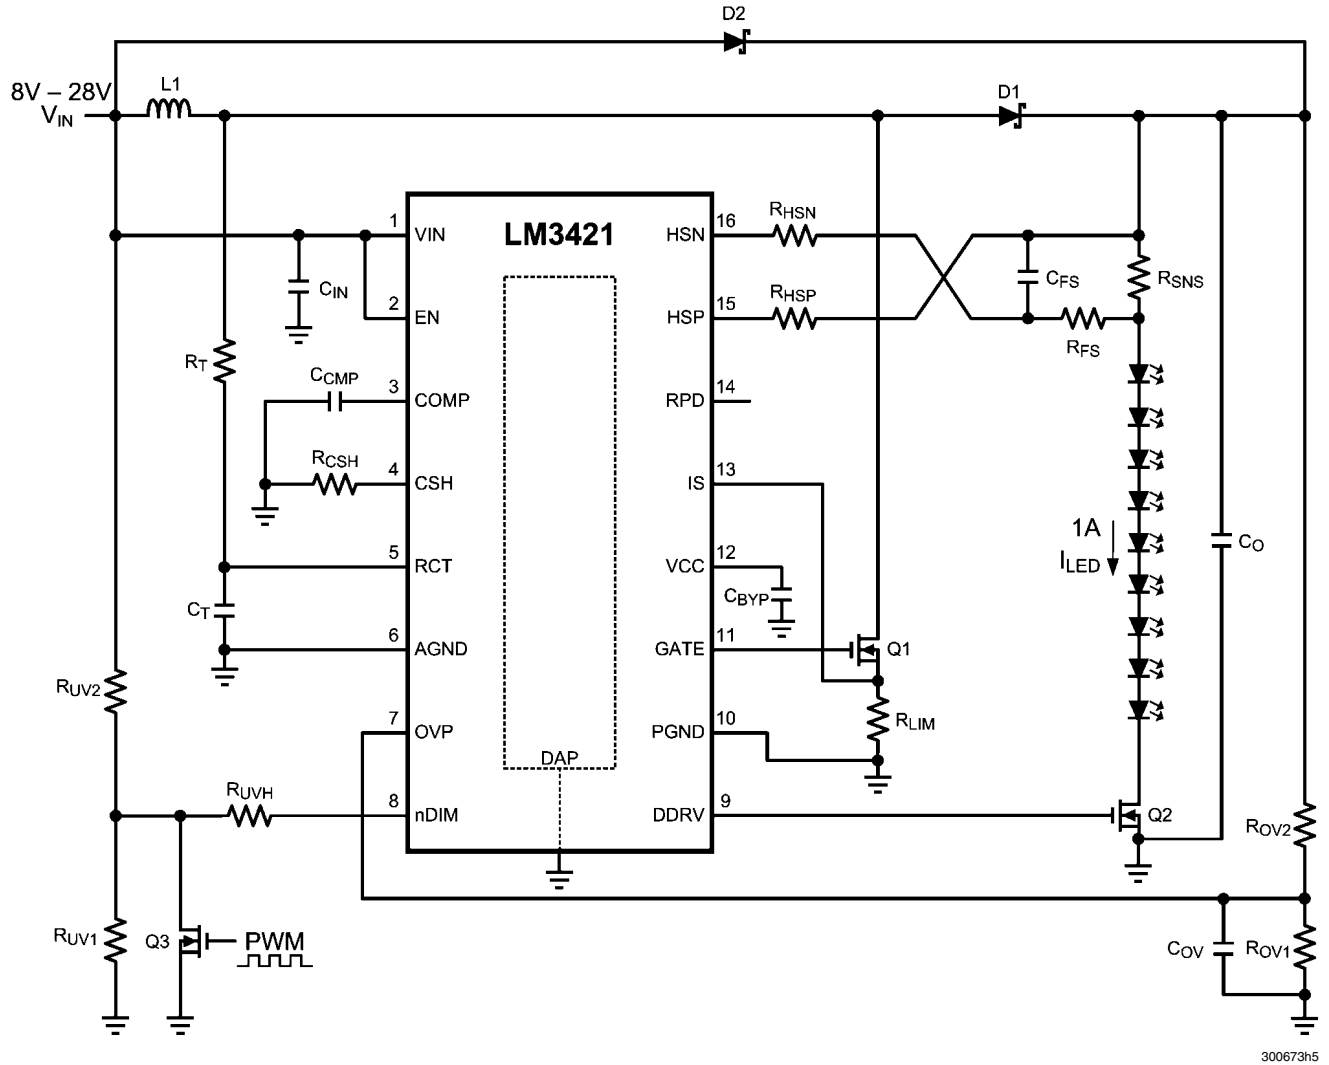 D2
8V – 28V
L1
D1
VIN
1
VIN
LM3421
HSN
16
RHSN
CIN
2
EN
HSP
15
RHSP
CFS
RSNS
RFS
RT
CCMP
3
COMP
RPD
14
RCSH
4
CSH
IS
13
1A
ILED
CO
5
RCT
VCC
12
CT
CBYP
6
AGND
GATE
11
Q1
RUV2
7
OVP
PGND
10
RLIM
DAP
RUVH
8
nDIM
DDRV
9
Q2
ROV2
RUV1
Q3
PWM
COV
ROV1
300673h5